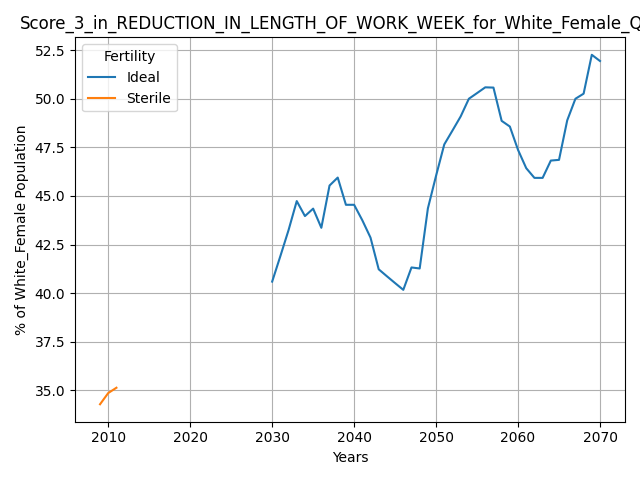 Score_3_in_REDUCTION_IN_LENGTH_OF_WORK_WEEK_for_White_Female_Q
Fertility
Ideal
Sterile
% of White_Female Population
52.5
50.0
47.5
45.0
42.5
40.0
37.5
35.0
2010 2020 2030 2040 2050 2060 2070
Years